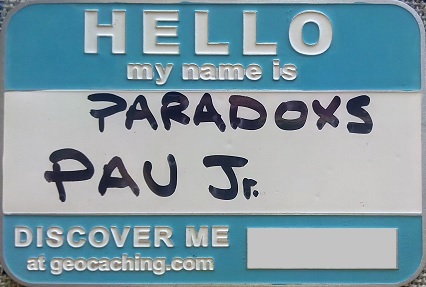 HELLO
my name is
PARADOXS
PAU Jr.
DISCOVER ME
at geocaching.com